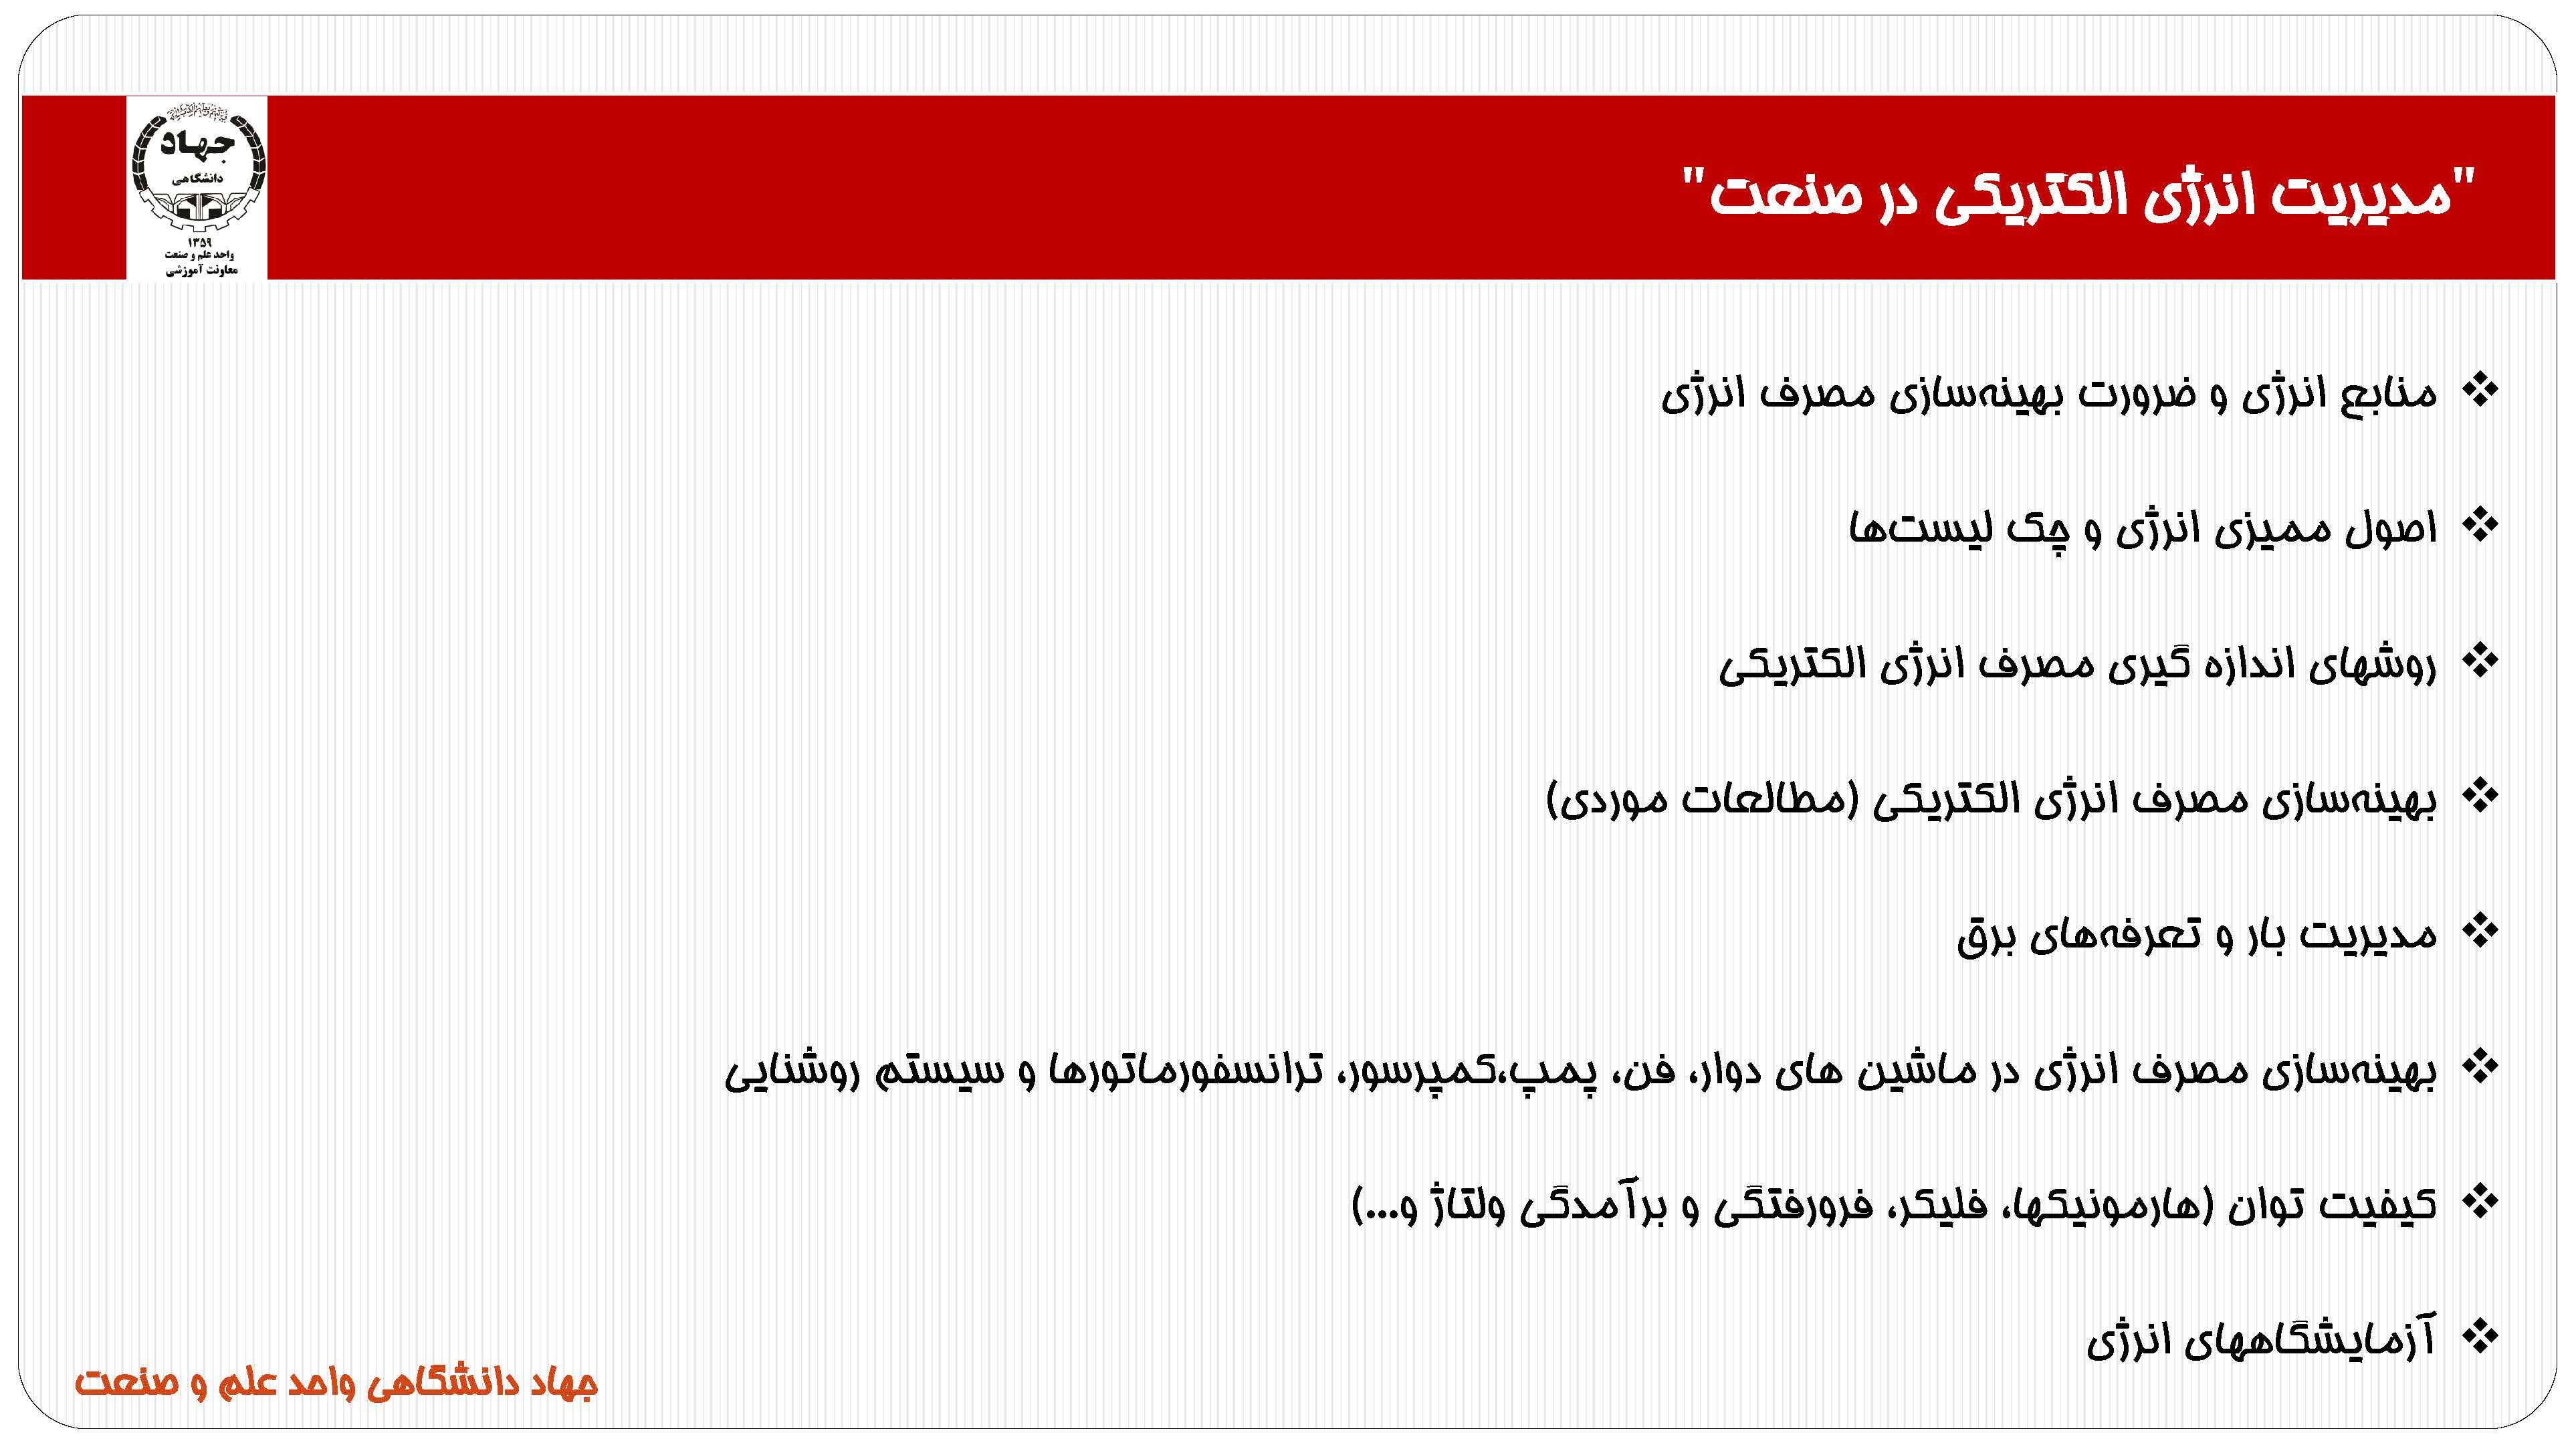 "مدیریت انرژی الکتریکی در صنعت"
جهاد
دانشگاهی
۱۳۵۹
واحد علم و صنعت
معاونت آموزشی
❖ منابع انرژی و ضرورت بهینه‌سازی مصرف انرژی
❖ اصول ممیزی انرژی و چک لیست‌ها
❖ روشهای اندازه گیری مصرف انرژی الکتریکی
❖ بهینه‌سازی مصرف انرژی الکتریکی (مطالعات موردی)
❖ مدیریت بار و تعرفه‌های برق
❖ بهینه‌سازی مصرف انرژی در ماشین های دوار، فن، پمپ،کمپرسور، ترانسفورماتورها و سیستم روشنایی
❖ کیفیت توان (هارمونیکها، فلیکر، فرورفتگی و برآمدگی ولتاژ و...)
❖ آزمایشگاههای انرژی
جهاد دانشگاهی واحد علم و صنعت